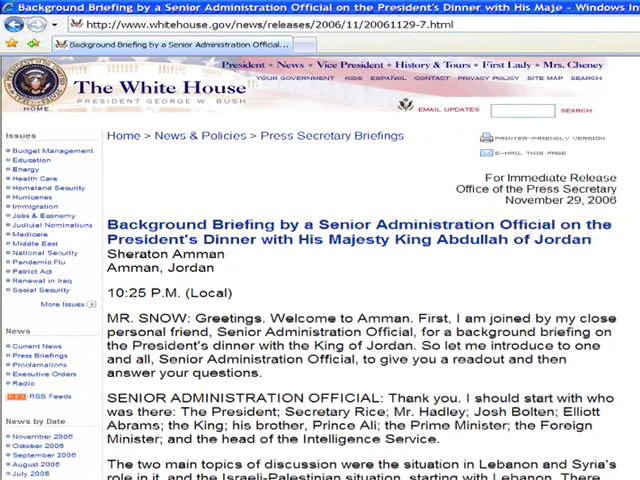 Background Briefing by a Senior Administration Official on the President's Dinner with His Maje - Windows In
http://www.whitehouse.gov/news/releases/2006/11/20061129-7.html
Background Briefing by a Senior Administration Official...
President • News • Vice President • History & Tours • First Lady • Mrs. Cheney
YOUR GOVERNMENT KIDS ESPAÑOL CONTACT PRIVACY POLICY SITE MAP SEARCH
The White House
PRESIDENT GEORGE W. BUSH
HOME
EMAIL UPDATES
SEARCH
Issues
Budget Management
Education
Energy
Health Care
Homeland Security
Hurricanes
Immigration
Jobs & Economy
Judicial Nominations
Medicare
Middle East
National Security
Pandemic Flu
Patriot Act
Renewal in Iraq
Social Security
More Issues
News
Current News
Press Briefings
Proclamations
Executive Orders
Radio
RSS Feeds
News by Date
November 2006
October 2006
September 2006
August 2006
July 2006
Home > News & Policies > Press Secretary Briefings
PRINTER-FRIENDLY VERSION
E-MAIL THIS PAGE
For Immediate Release
Office of the Press Secretary
November 29, 2006
Background Briefing by a Senior Administration Official on the
President's Dinner with His Majesty King Abdullah of Jordan
Sheraton Amman
Amman, Jordan
10:25 P.M. (Local)
MR. SNOW: Greetings. Welcome to Amman. First, I am joined by my close
personal friend, Senior Administration Official, for a background briefing on
the President's dinner with the King of Jordan. So let me introduce to one
and all, Senior Administration Official, to give you a readout and then
answer your questions.
SENIOR ADMINISTRATION OFFICIAL: Thank you. I should start with who
was there: The President; Secretary Rice; Mr. Hadley; Josh Bolten; Elliott
Abrams; the King; his brother, Prince Ali; the Prime Minister; the Foreign
Minister; and the head of the Intelligence Service.
The two main topics of discussion were the situation in Lebanon and Syria's
role in it, and the Israeli-Palestinian situation, starting with Lebanon. There